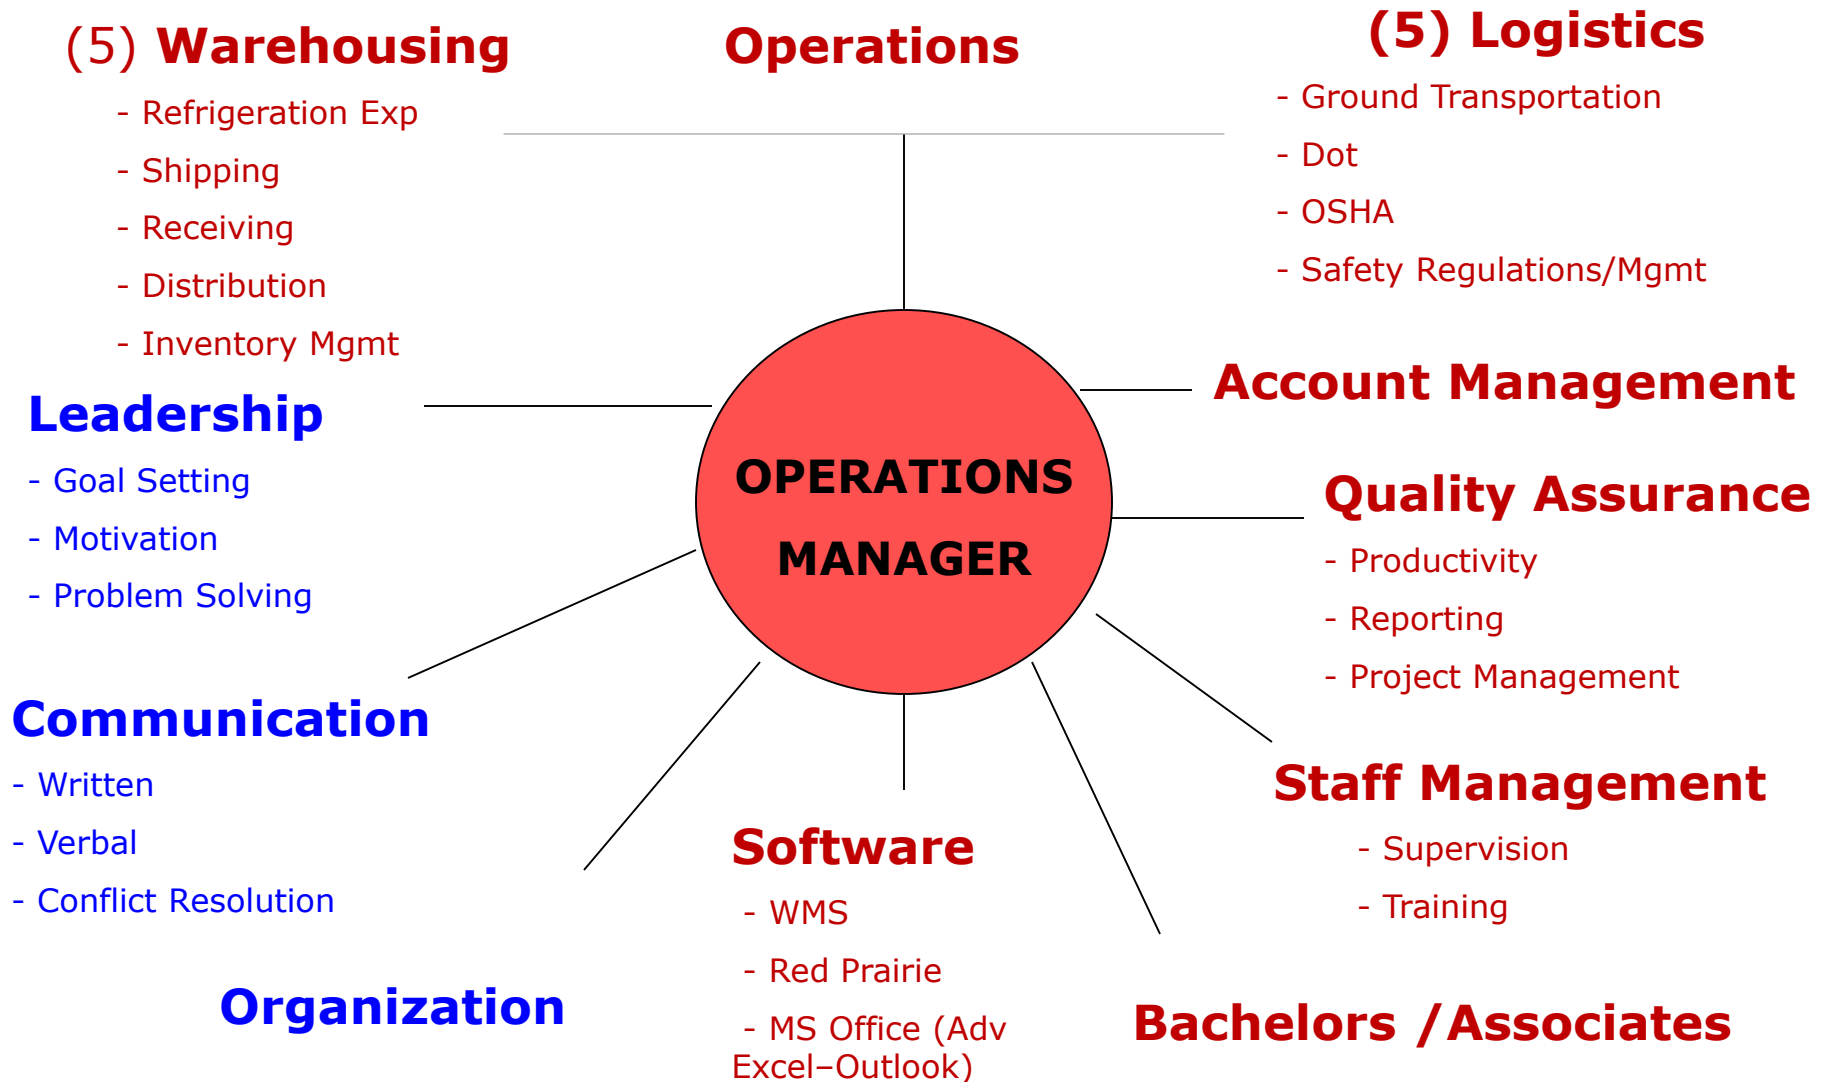 (5) Warehousing
- Refrigeration Exp
- Shipping
- Receiving
- Distribution
- Inventory Mgmt
Operations
(5) Logistics
- Ground Transportation
- Dot
- OSHA
- Safety Regulations/Mgmt
Leadership
- Goal Setting
- Motivation
- Problem Solving
OPERATIONS
MANAGER
Account Management
Quality Assurance
- Productivity
- Reporting
- Project Management
Communication
- Written
- Verbal
- Conflict Resolution
Staff Management
- Supervision
- Training
Organization
Software
- WMS
- Red Prairie
- MS Office (Adv
Excel–Outlook)
Bachelors /Associates